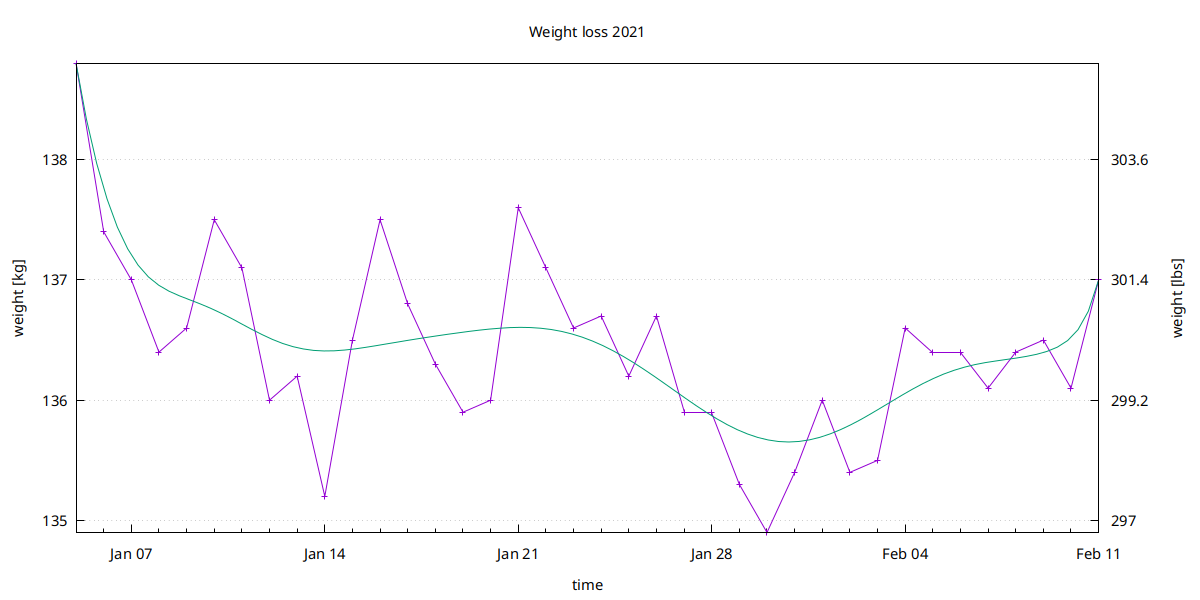 Weight loss 2021
138
137
136
135
weight [kg]
303.6
301.4
299.2
297
weight [lbs]
Jan 07
Jan 14
Jan 21
Jan 28
Feb 04
Feb 11
time